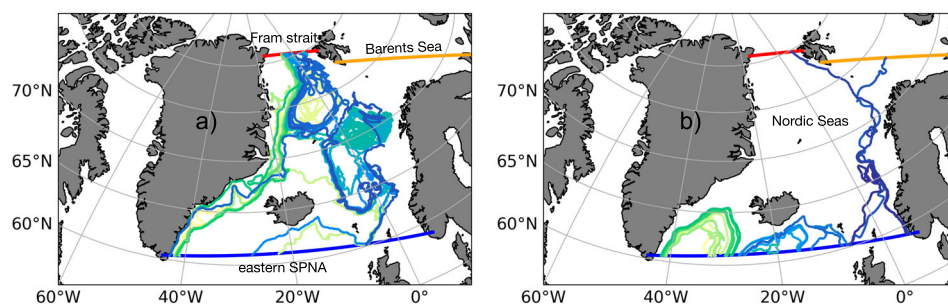 Fram strait
Barents Sea
70°N
a)
65°N
60°N
eastern SPNA
60°W
40°W
20°W
0°
70°N
b)
Nordic Seas
65°N
60°N
60°W
40°W
20°W
0°